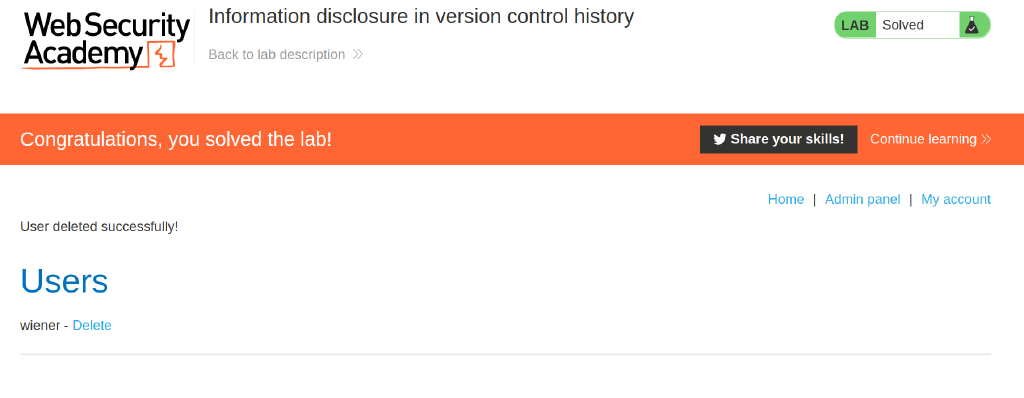 Web Security
Academy
Information disclosure in version control history
Back to lab description
LAB Solved
Congratulations, you solved the lab!
Share your skills! Continue learning
Home | Admin panel | My account
User deleted successfully!
Users
wiener - Delete